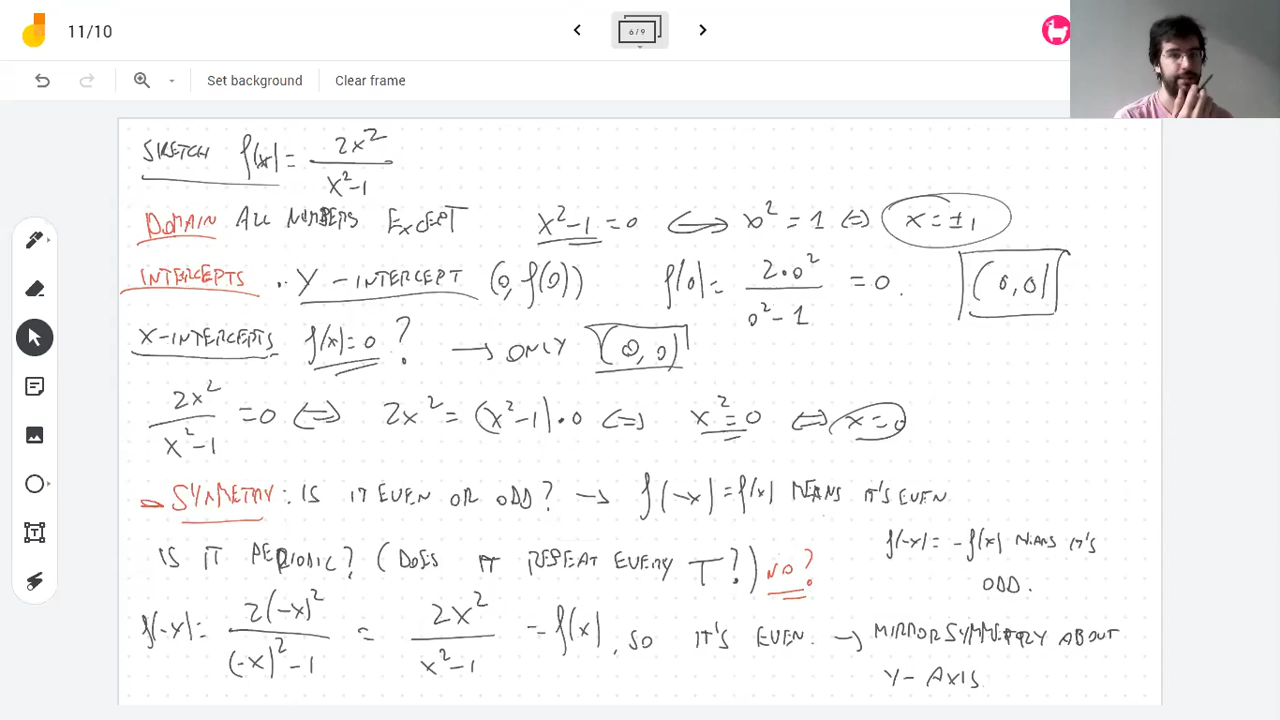 11/10
6/9
Set background
Clear frame
SKETCH f(x) = 2x²/(x²-1)
DOMAIN ALL NUMBERS EXCEPT x²-1=0 ⟺ x²=1 ⟺ x=±1
INTERCEPTS .. Y-INTERCEPT (0, f(0)) f(0) = 2·0²/(0²-1) = 0. (0,0)
X-INTERCEPTS f(x)=0 ? → ONLY (0,0)
2x²/(x²-1) = 0 ⟺ 2x² = (x²-1)·0 ⟺ x²=0 ⟺ x=0
SYMMETRY: IS IT EVEN OR ODD? → f(-x)=f(x) MEANS IT'S EVEN
f(-x) = -f(x) MEANS IT'S ODD.
IS IT PERIODIC? (DOES IT REPEAT EVERY T?) NO?
f(-x) = 2(-x)²/((-x)²-1) = 2x²/(x²-1) = f(x), SO IT'S EVEN. → MIRROR SYMMETRY ABOUT
Y-AXIS.